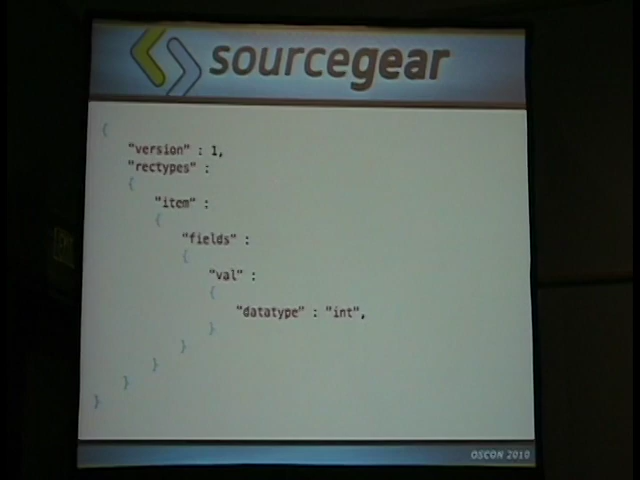 sourcegear
{
"version" : 1,
"rectypes" :
{
"item" :
{
"fields" :
{
"val" :
{
"datatype" : "int",
}
}
}
}
}
OSCON 2010